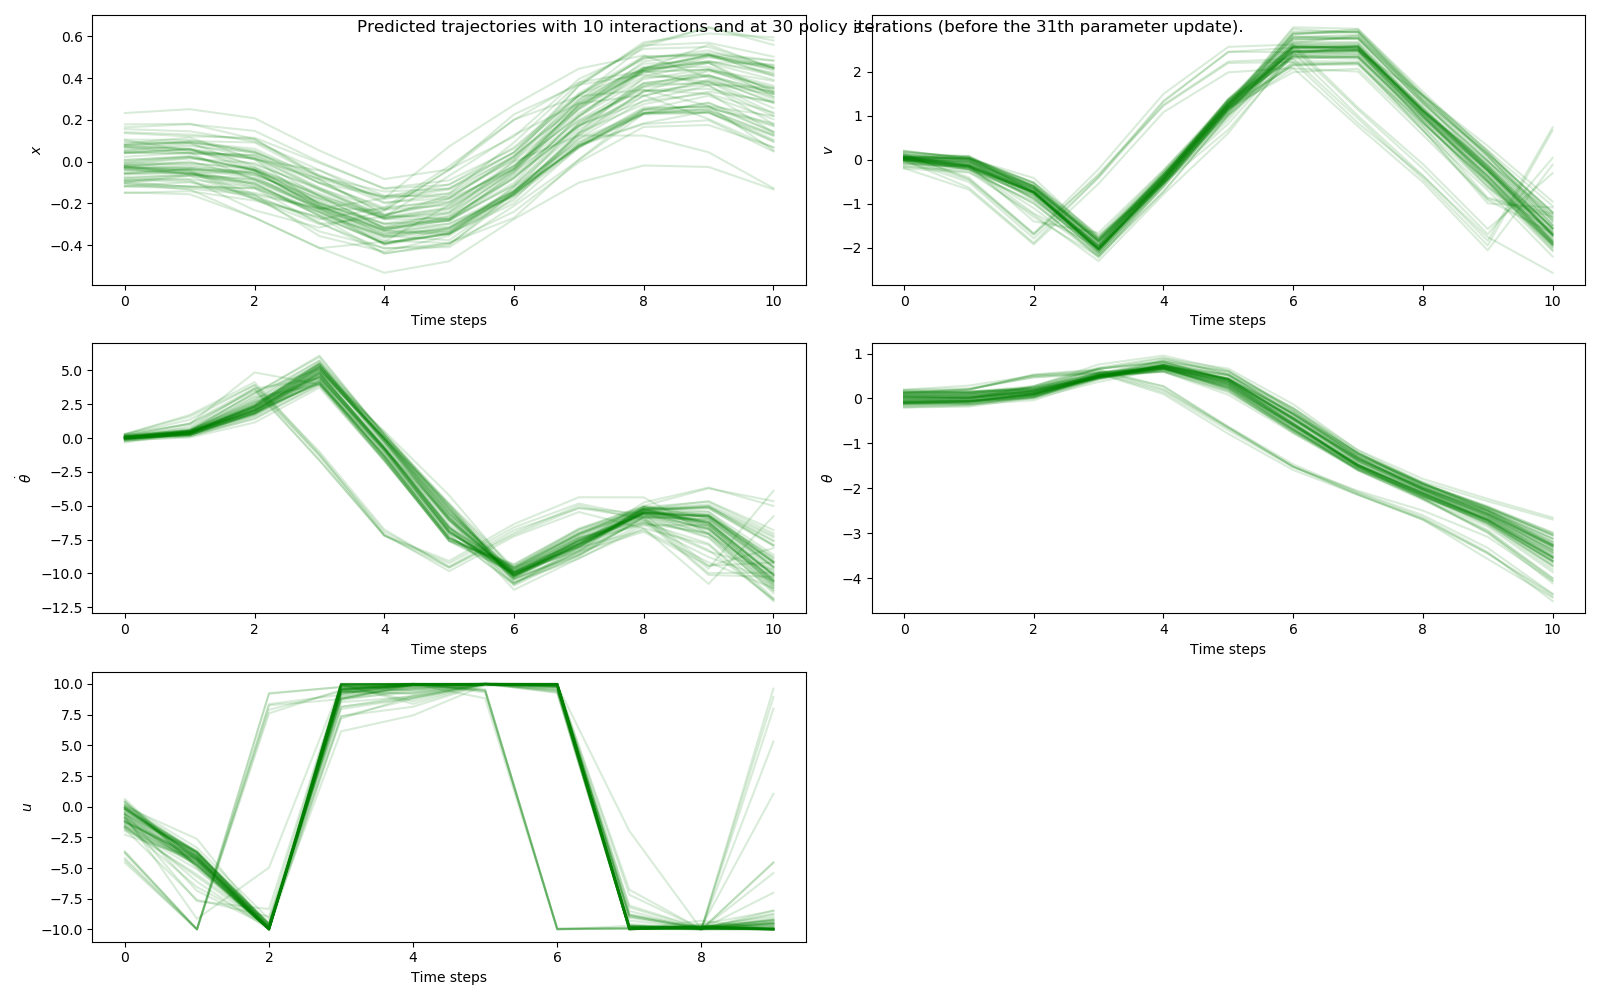 Predicted trajectories with 10 interactions and at 30 policy iterations (before the 31th parameter update).
0.6
0.4
0.2
0.0
−0.2
−0.4
x
0 2 4 6 8 10
Time steps
3
2
1
0
−1
−2
v
0 2 4 6 8 10
Time steps
5.0
2.5
0.0
−2.5
−5.0
−7.5
−10.0
−12.5
θ̇
0 2 4 6 8 10
Time steps
1
0
−1
−2
−3
−4
θ
0 2 4 6 8 10
Time steps
10.0
7.5
5.0
2.5
0.0
−2.5
−5.0
−7.5
−10.0
u
0 2 4 6 8
Time steps